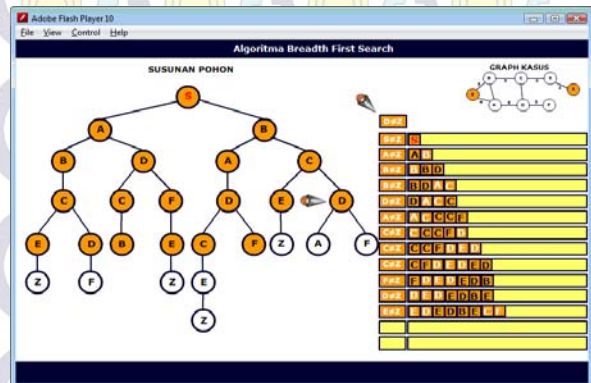 Adobe Flash Player 10
File View Control Help
Algoritma Breadth First Search
SUSUNAN POHON
S
A B
B D A C
C C F D E D
E D B E C F Z A F
Z F Z E
Z
GRAPH KASUS
D≠Z
S≠Z S
A≠Z A B
B≠Z B B D
B≠Z B D A C
D≠Z D A C C
A≠Z A C C C F
C≠Z C C C F D
C≠Z C C F D E D
C≠Z C F D E D E D
F≠Z F D E D E D B
D≠Z D E D E D B E
E≠Z E D E D B E C F